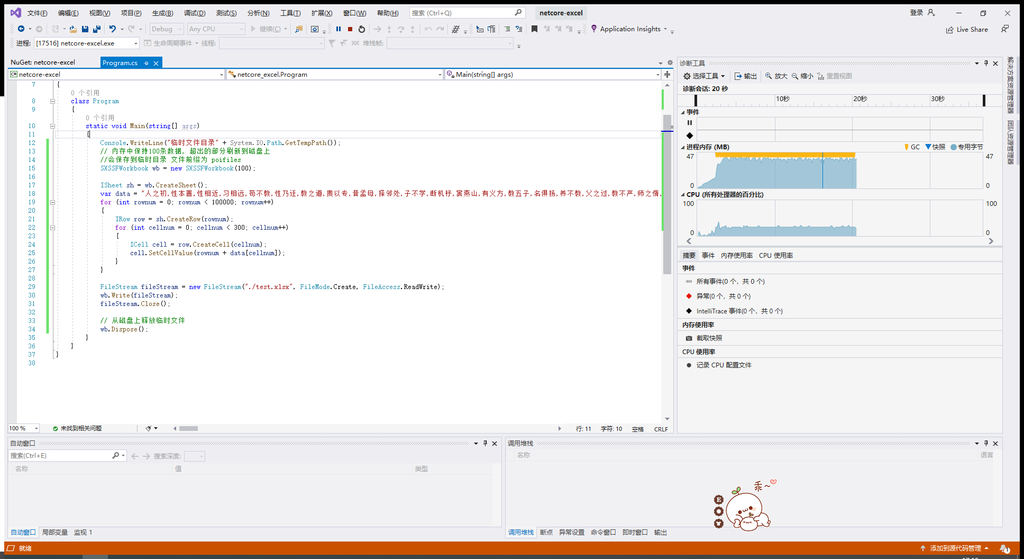 文件(F) 编辑(E) 视图(V) 项目(P) 生成(B) 调试(D) 测试(S) 分析(N) 工具(T) 扩展(X) 窗口(W) 帮助(H) 搜索 (Ctrl+Q) netcore-excel 登录
Debug Any CPU 继续(C) Application Insights Live Share
进程: [17516] netcore-excel.exe 生命周期事件 线程: 堆栈帧:
NuGet: netcore-excel Program.cs
netcore-excel netcore_excel.Program Main(string[] args)
7 {
0 个引用
8 class Program
9 {
0 个引用
10 static void Main(string[] args)
11 {
12 Console.WriteLine("临时文件目录" + System.IO.Path.GetTempPath());
13 // 内存中保持100条数据, 超出的部分刷新到磁盘上
14 //会保存到临时目录 文件前缀为 poifiles
15 SXSSFWorkbook wb = new SXSSFWorkbook(100);
16
17 ISheet sh = wb.CreateSheet();
18 var data = "人之初,性本善,性相近,习相远,苟不教,性乃迁,教之道,贵以专,昔孟母,择邻处,子不学,断机杼,窦燕山,有义方,教五子,名俱扬,养不教,父之过,教不严,师之惰,
19 for (int rownum = 0; rownum < 100000; rownum++)
20 {
21 IRow row = sh.CreateRow(rownum);
22 for (int cellnum = 0; cellnum < 300; cellnum++)
23 {
24 ICell cell = row.CreateCell(cellnum);
25 cell.SetCellValue(rownum + data[cellnum]);
26 }
27 }
28
29 FileStream fileStream = new FileStream("./test.xlsx", FileMode.Create, FileAccess.ReadWrite);
30 wb.Write(fileStream);
31 fileStream.Close();
32
33 // 从磁盘上释放临时文件
34 wb.Dispose();
35 }
36 }
37 }
38
100 % 未找到相关问题 行: 11 字符: 10 空格 CRLF
诊断工具
选择工具 输出 放大 缩小 重置视图
诊断会话: 20 秒
10秒 20秒 30秒
事件
进程内存 (MB) GC 快照 专用字节
47 47
0 0
CPU (所有处理器的百分比)
100 100
0 0
摘要 事件 内存使用率 CPU 使用率
事件
所有事件(0 个，共 0 个)
异常(0 个，共 0 个)
IntelliTrace 事件(0 个，共 0 个)
内存使用率
截取快照
CPU 使用率
记录 CPU 配置文件
解决方案资源管理器
团队资源管理器
自动窗口
搜索(Ctrl+E) 搜索深度:
名称 值 类型
自动窗口 局部变量 监视 1
调用堆栈
名称 语言
乖~
调用堆栈 断点 异常设置 命令窗口 即时窗口 输出
就绪 添加到源代码管理